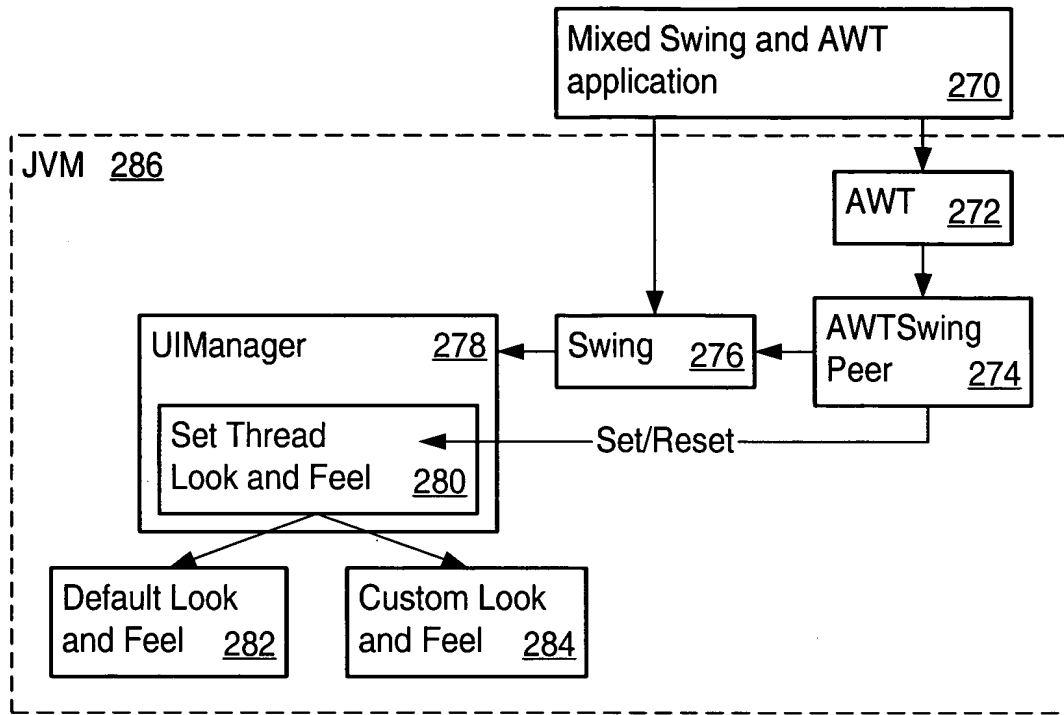 Mixed Swing and AWT
application 270
JVM 286
AWT 272
AWTSwing
Peer 274
Swing 276
UIManager 278
Set/Reset
Set Thread
Look and Feel 280
Default Look
and Feel 282
Custom Look
and Feel 284